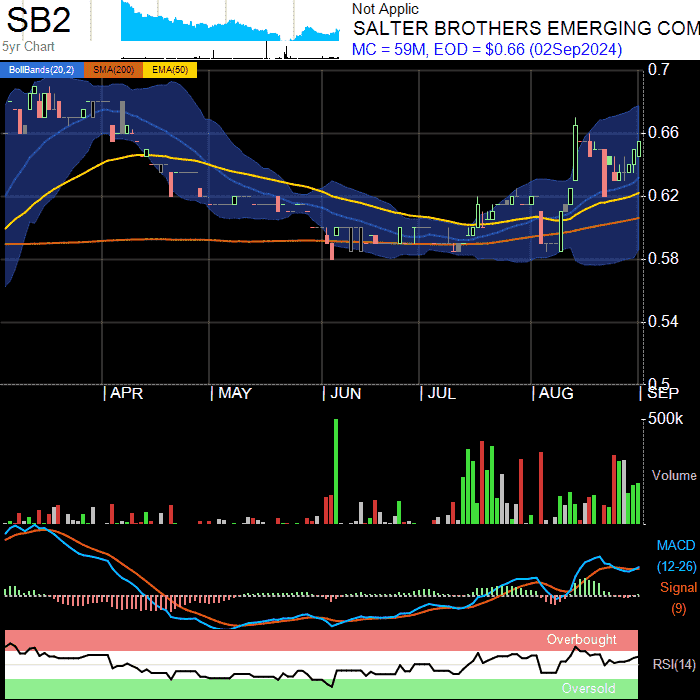 SB2
5yr Chart
Not Applic
SALTER BROTHERS EMERGING COM
MC = 59M, EOD = $0.66 (02Sep2024)
BollBands(20,2) SMA(200) EMA(50)
0.7
0.66
0.62
0.58
0.54
0.5
APR MAY JUN JUL AUG SEP
500k
Volume
MACD
(12-26)
Signal
(9)
Overbought
RSI(14)
Oversold